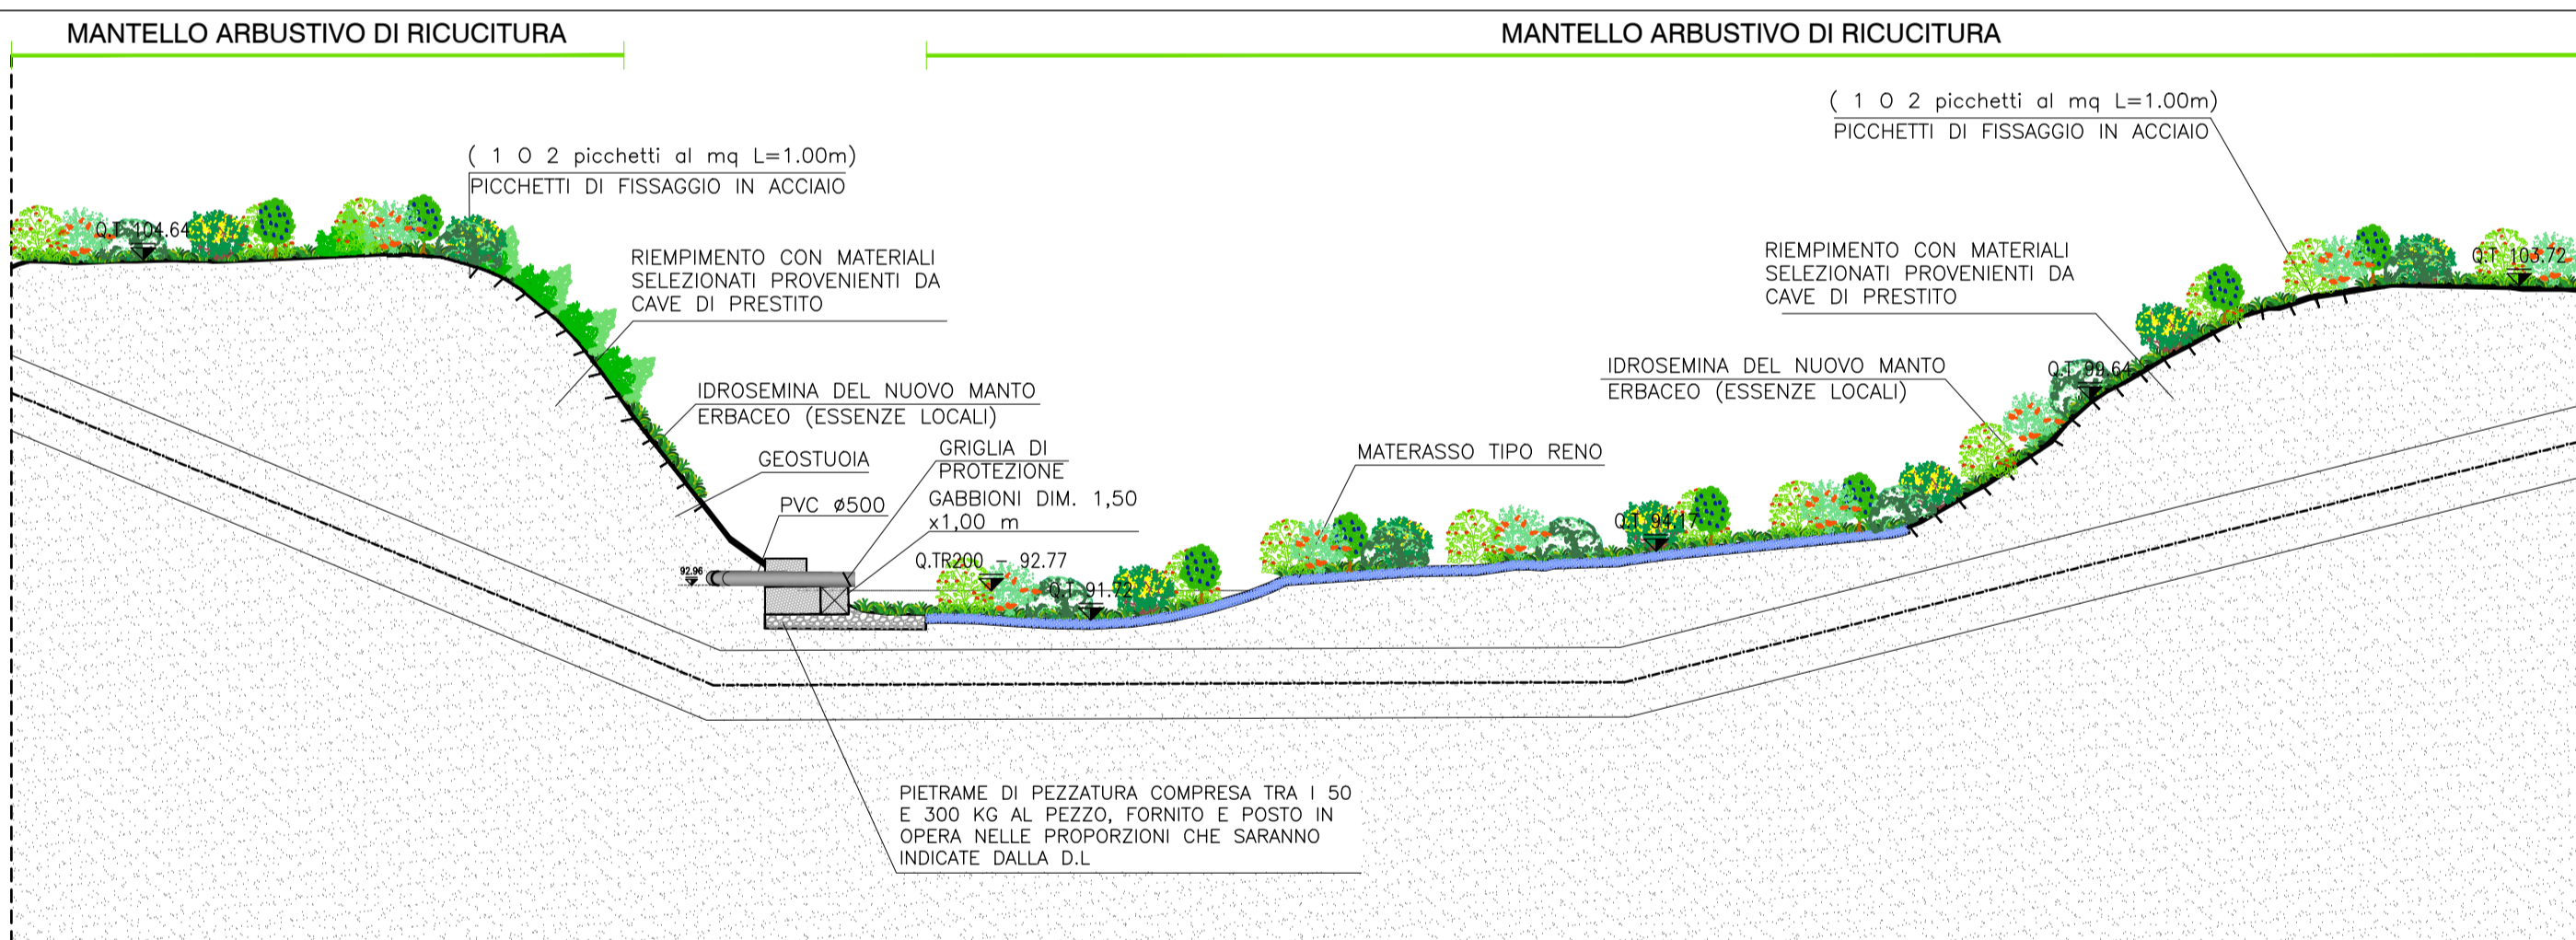 MANTELLO ARBUSTIVO DI RICUCITURA
MANTELLO ARBUSTIVO DI RICUCITURA
( 1 O 2 picchetti al mq L=1.00m)
PICCHETTI DI FISSAGGIO IN ACCIAIO
( 1 O 2 picchetti al mq L=1.00m)
PICCHETTI DI FISSAGGIO IN ACCIAIO
Q.T 104.64
RIEMPIMENTO CON MATERIALI
SELEZIONATI PROVENIENTI DA
CAVE DI PRESTITO
RIEMPIMENTO CON MATERIALI
SELEZIONATI PROVENIENTI DA
CAVE DI PRESTITO
Q.T 103.72
IDROSEMINA DEL NUOVO MANTO
ERBACEO (ESSENZE LOCALI)
IDROSEMINA DEL NUOVO MANTO
ERBACEO (ESSENZE LOCALI)
Q.T 99.64
GEOSTUOIA
GRIGLIA DI
PROTEZIONE
MATERASSO TIPO RENO
PVC ø500
GABBIONI DIM. 1,50
x1,00 m
Q.T 94.17
Q.TR200 - 92.77
92.96
Q.T 91.72
PIETRAME DI PEZZATURA COMPRESA TRA I 50
E 300 KG AL PEZZO, FORNITO E POSTO IN
OPERA NELLE PROPORZIONI CHE SARANNO
INDICATE DALLA D.L